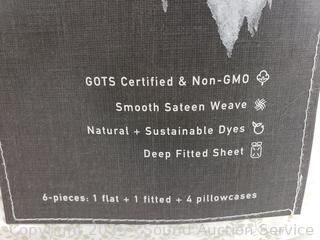 GOTS Certified & Non-GMO
Smooth Sateen Weave
Natural + Sustainable Dyes
Deep Fitted Sheet
6-pieces: 1 flat + 1 fitted + 4 pillowcases
Sound Auction Service